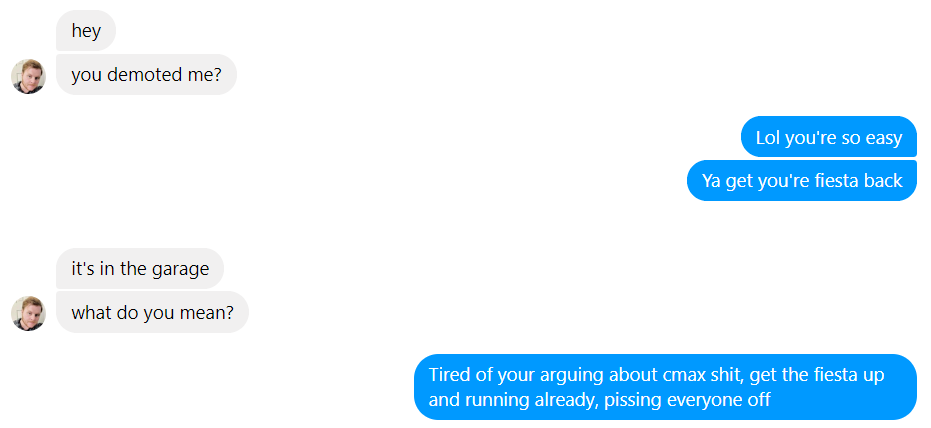 hey
you demoted me?
Lol you're so easy
Ya get you're fiesta back
it's in the garage
what do you mean?
Tired of your arguing about cmax shit, get the fiesta up
and running already, pissing everyone off